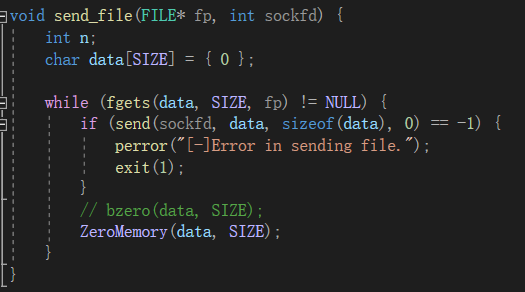 void send_file(FILE* fp, int sockfd) {
    int n;
    char data[SIZE] = { 0 };

    while (fgets(data, SIZE, fp) != NULL) {
        if (send(sockfd, data, sizeof(data), 0) == -1) {
            perror("[-]Error in sending file.");
            exit(1);
        }
        // bzero(data, SIZE);
        ZeroMemory(data, SIZE);
    }
}